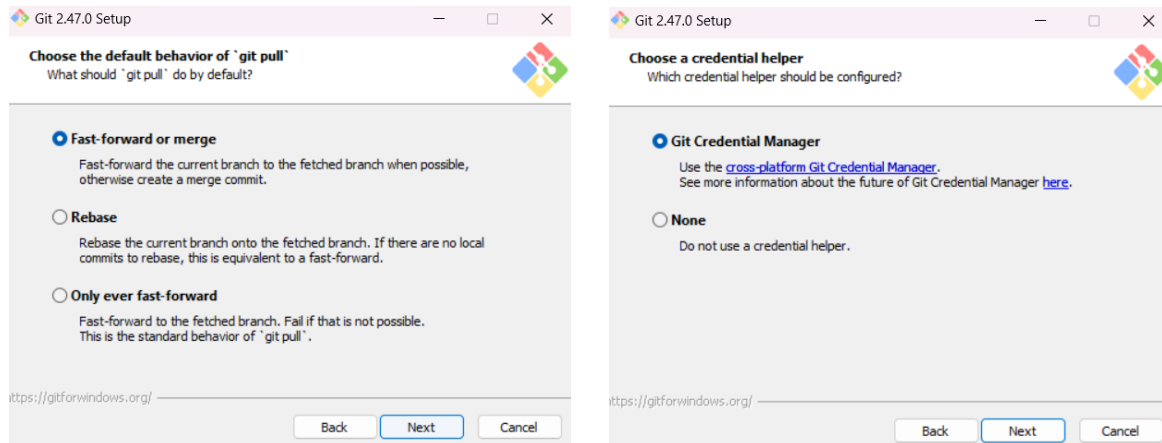 Git 2.47.0 Setup
Choose the default behavior of `git pull`
What should `git pull` do by default?
Fast-forward or merge
Fast-forward the current branch to the fetched branch when possible,
otherwise create a merge commit.
Rebase
Rebase the current branch onto the fetched branch. If there are no local
commits to rebase, this is equivalent to a fast-forward.
Only ever fast-forward
Fast-forward to the fetched branch. Fail if that is not possible.
This is the standard behavior of `git pull`.
ttps://gitforwindows.org/
Back Next Cancel
Git 2.47.0 Setup
Choose a credential helper
Which credential helper should be configured?
Git Credential Manager
Use the cross-platform Git Credential Manager.
See more information about the future of Git Credential Manager here.
None
Do not use a credential helper.
ttps://gitforwindows.org/
Back Next Cancel